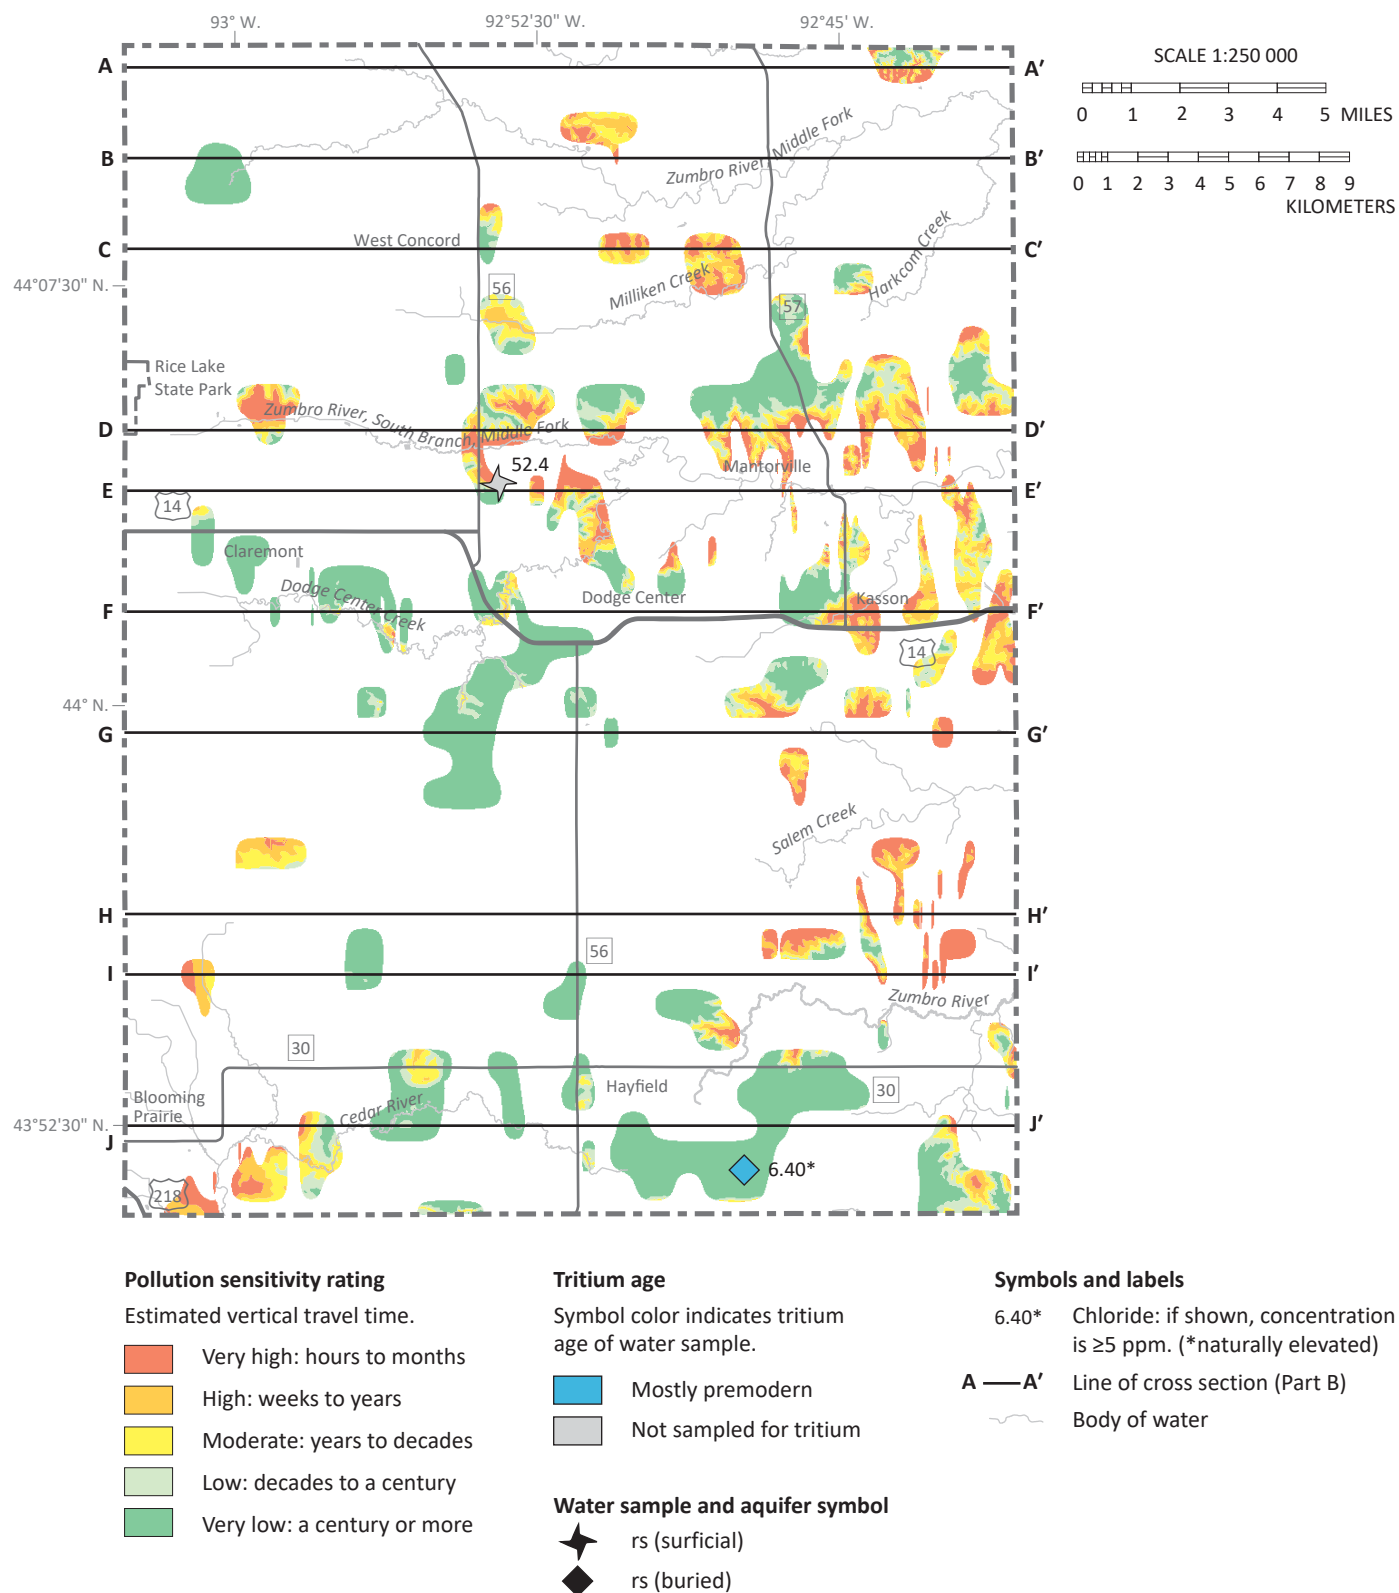 93° W.
92°52'30" W.
92°45' W.
A
A′
SCALE 1:250 000
0 1 2 3 4 5 MILES
0 1 2 3 4 5 6 7 8 9
KILOMETERS
Zumbro River, Middle Fork
B
B′
West Concord
Harkcom Creek
C
C′
Milliken Creek
44°07'30" N.
56
57
Rice Lake
State Park
Zumbro River, South Branch, Middle Fork
D
D′
Mantorville
52.4
E
E′
14
Claremont
Dodge Center Creek
Dodge Center
Kasson
F
F′
14
44° N.
G
G′
Salem Creek
H
H′
56
I
I′
Zumbro River
30
Hayfield
30
Blooming
Prairie
Cedar River
43°52'30" N.
J
J′
6.40*
218
Pollution sensitivity rating
Estimated vertical travel time.
Very high: hours to months
High: weeks to years
Moderate: years to decades
Low: decades to a century
Very low: a century or more
Tritium age
Symbol color indicates tritium
age of water sample.
Mostly premodern
Not sampled for tritium
Water sample and aquifer symbol
rs (surficial)
rs (buried)
Symbols and labels
6.40* Chloride: if shown, concentration
is ≥5 ppm. (*naturally elevated)
A A′ Line of cross section (Part B)
Body of water